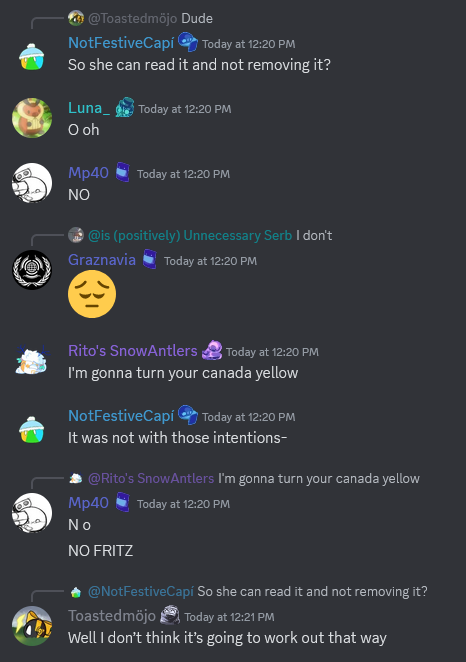 @Toastedmöjo Dude
NotFestiveCapí Today at 12:20 PM
So she can read it and not removing it?
Luna_ Today at 12:20 PM
O oh
Mp40 Today at 12:20 PM
NO
@is (positively) Unnecessary Serb I don't
Graznavia Today at 12:20 PM
Rito's SnowAntlers Today at 12:20 PM
I'm gonna turn your canada yellow
NotFestiveCapí Today at 12:20 PM
It was not with those intentions-
@Rito's SnowAntlers I'm gonna turn your canada yellow
Mp40 Today at 12:20 PM
N o
NO FRITZ
@NotFestiveCapí So she can read it and not removing it?
Toastedmöjo Today at 12:21 PM
Well I don't think it's going to work out that way